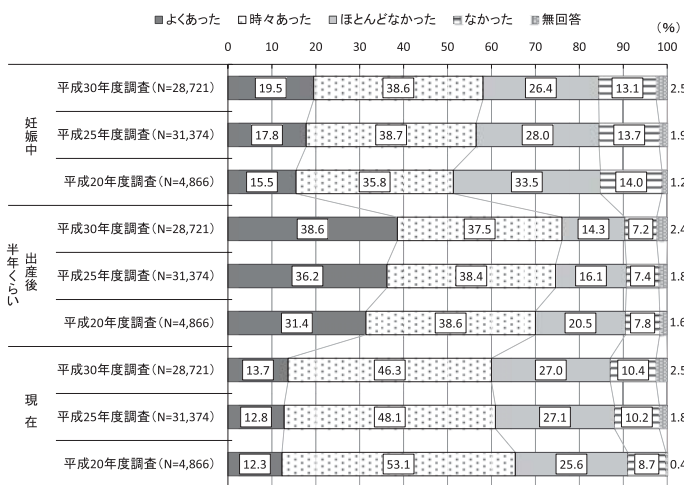 よくあった 時々あった ほとんどなかった なかった 無回答
(%)
0 10 20 30 40 50 60 70 80 90 100
妊娠中
平成30年度調査(N=28,721) 19.5 38.6 26.4 13.1 2.5
平成25年度調査(N=31,374) 17.8 38.7 28.0 13.7 1.9
平成20年度調査(N=4,866) 15.5 35.8 33.5 14.0 1.2
出産後
半年くらい
平成30年度調査(N=28,721) 38.6 37.5 14.3 7.2 2.4
平成25年度調査(N=31,374) 36.2 38.4 16.1 7.4 1.8
平成20年度調査(N=4,866) 31.4 38.6 20.5 7.8 1.6
現在
平成30年度調査(N=28,721) 13.7 46.3 27.0 10.4 2.5
平成25年度調査(N=31,374) 12.8 48.1 27.1 10.2 1.8
平成20年度調査(N=4,866) 12.3 53.1 25.6 8.7 0.4